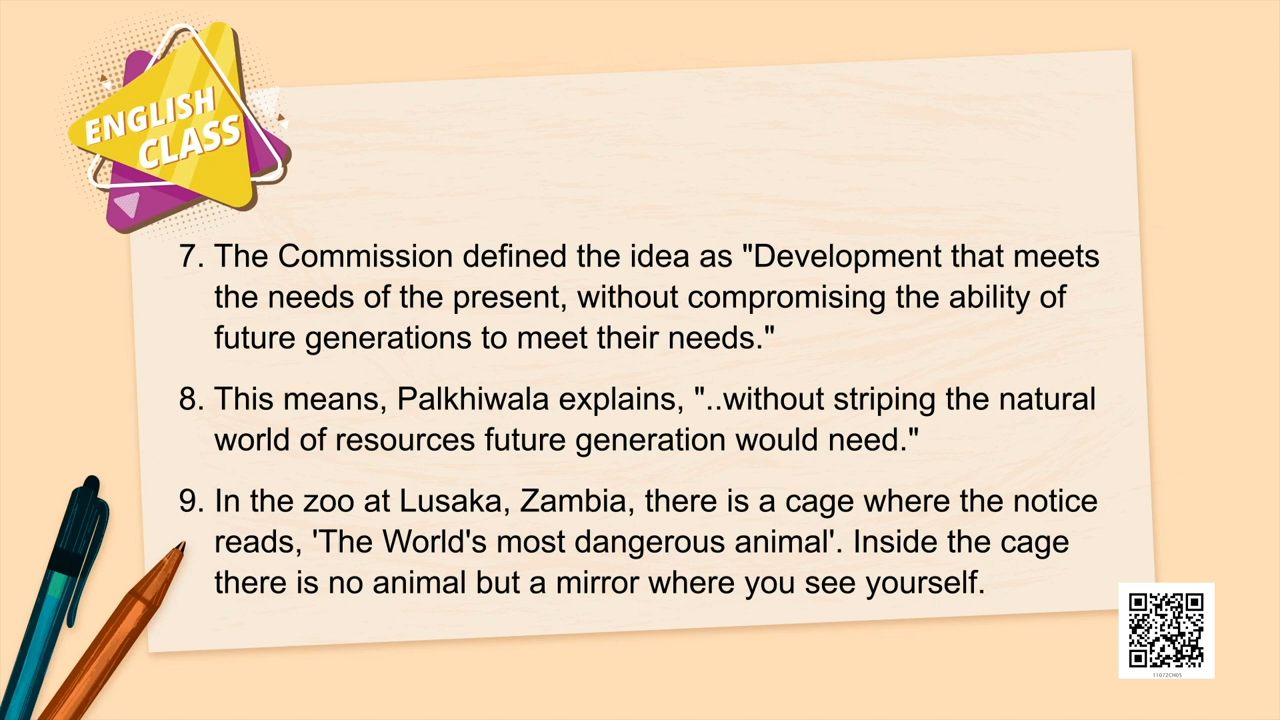 ENGLISH
CLASS
7. The Commission defined the idea as "Development that meets
the needs of the present, without compromising the ability of
future generations to meet their needs."
8. This means, Palkhiwala explains, "..without striping the natural
world of resources future generation would need."
9. In the zoo at Lusaka, Zambia, there is a cage where the notice
reads, 'The World's most dangerous animal'. Inside the cage
there is no animal but a mirror where you see yourself.
11072CH05